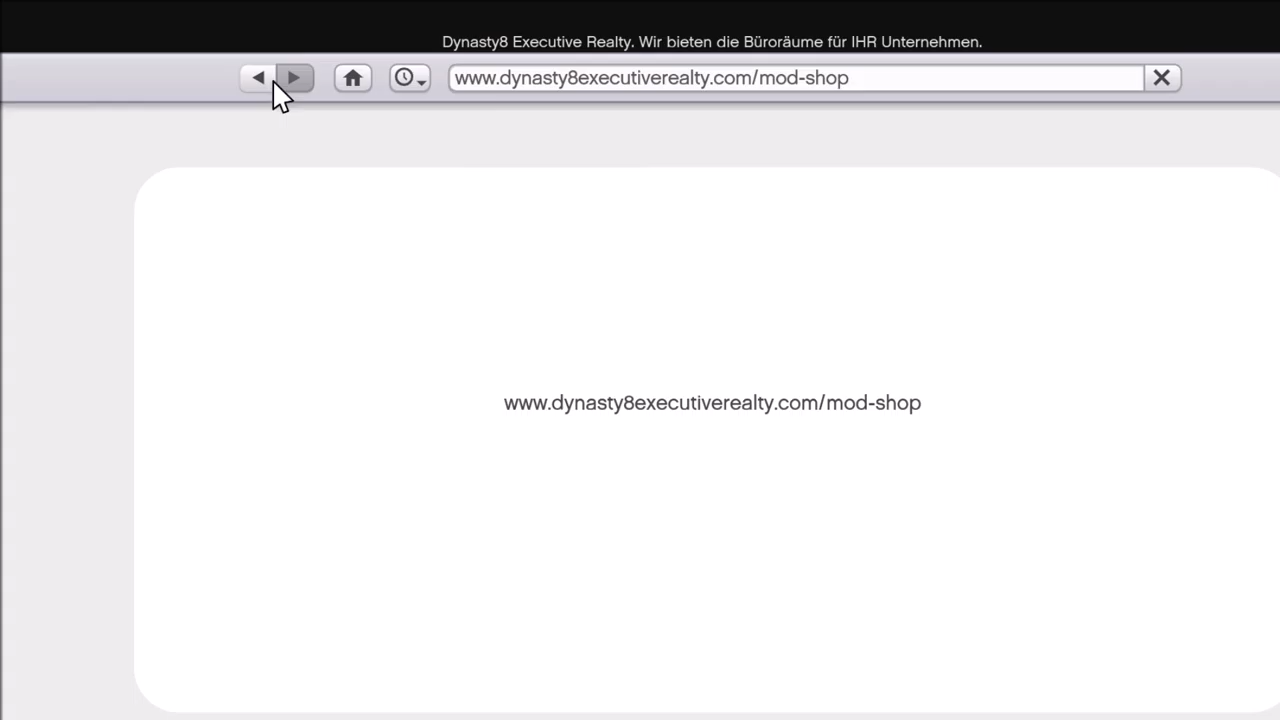 Dynasty8 Executive Realty. Wir bieten die Büroräume für IHR Unternehmen.
www.dynasty8executiverealty.com/mod-shop
www.dynasty8executiverealty.com/mod-shop